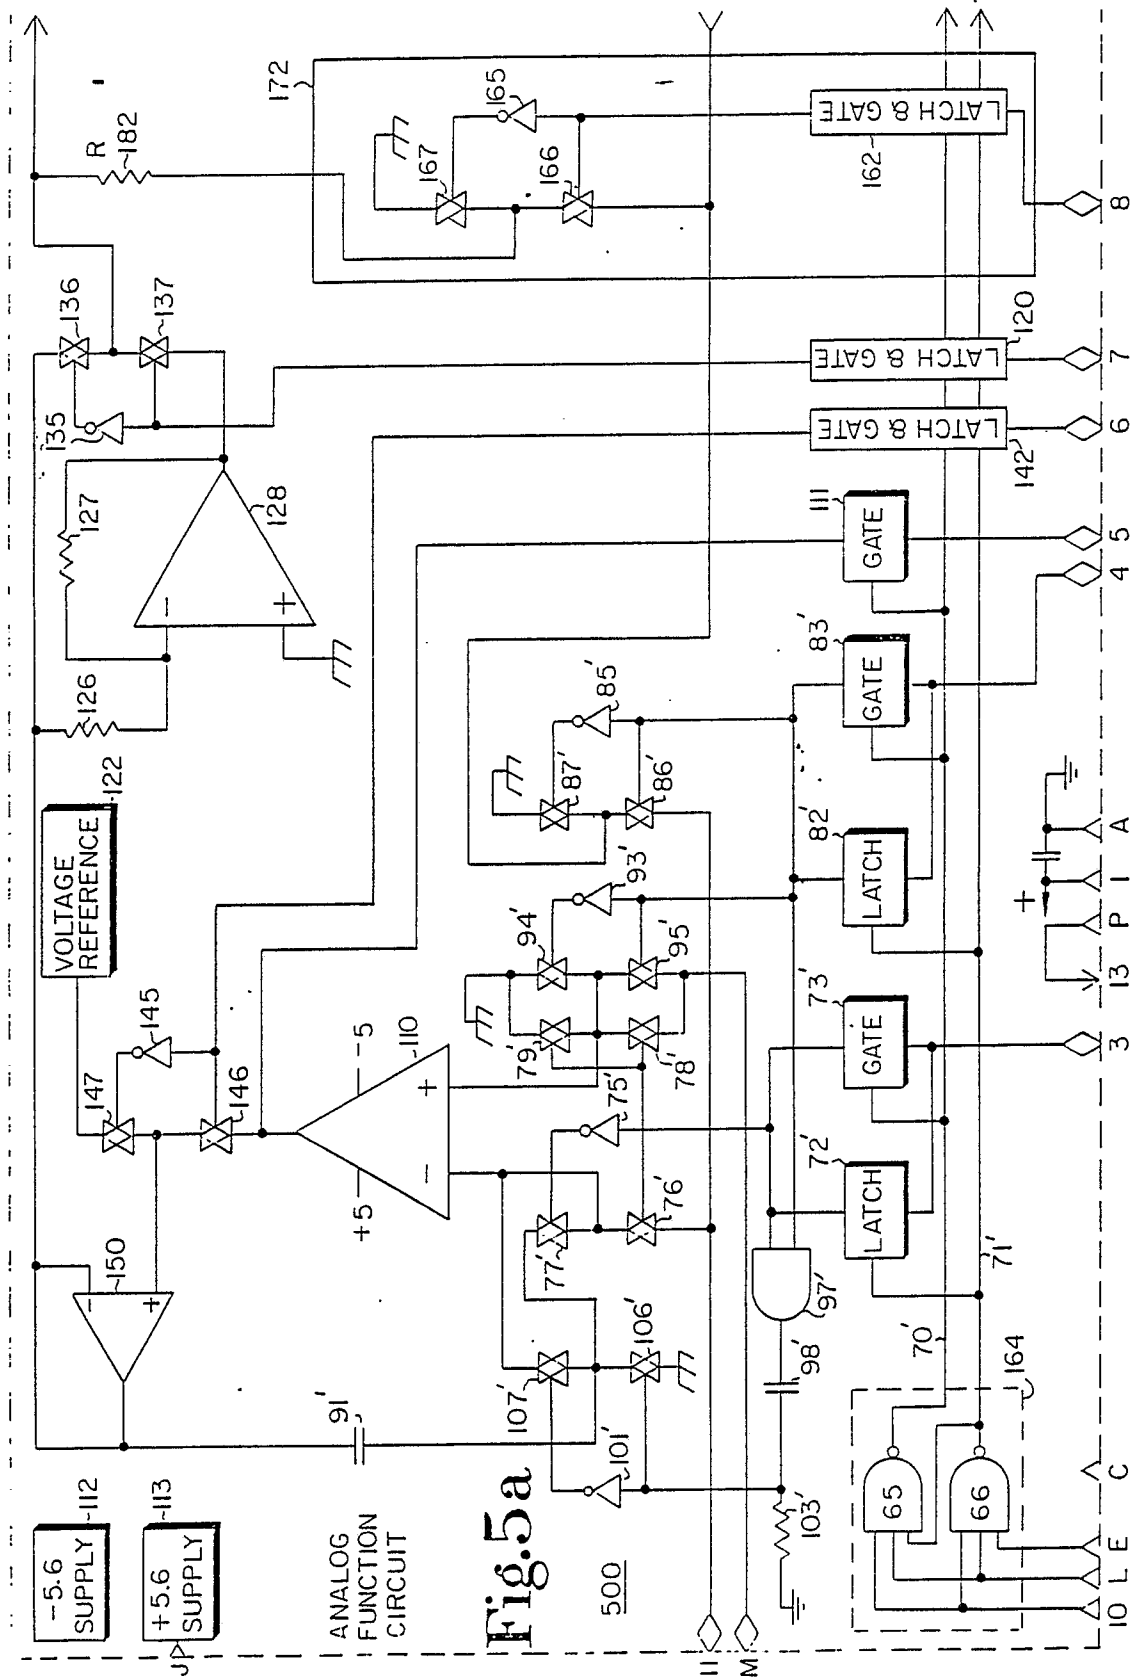 -5.6
SUPPLY
112
+5.6
SUPPLY
113
J
ANALOG
FUNCTION
CIRCUIT
Fig.5a
500
91'
150
147
145
146
VOLTAGE
REFERENCE
122
126
127
128
135
136
137
R
182
172
167
165
166
+5
-5
110
107'
101'
106'
77'
76'
75'
79'
78'
94'
93'
95'
87'
85'
86'
11
M
103'
98'
97'
72'
LATCH
73'
GATE
82'
LATCH
83'
GATE
111
GATE
142
LATCH & GATE
120
LATCH & GATE
162
LATCH & GATE
70'
71'
164
65
66
10
L
E
C
3
13
P
+
1
A
4
5
6
7
8